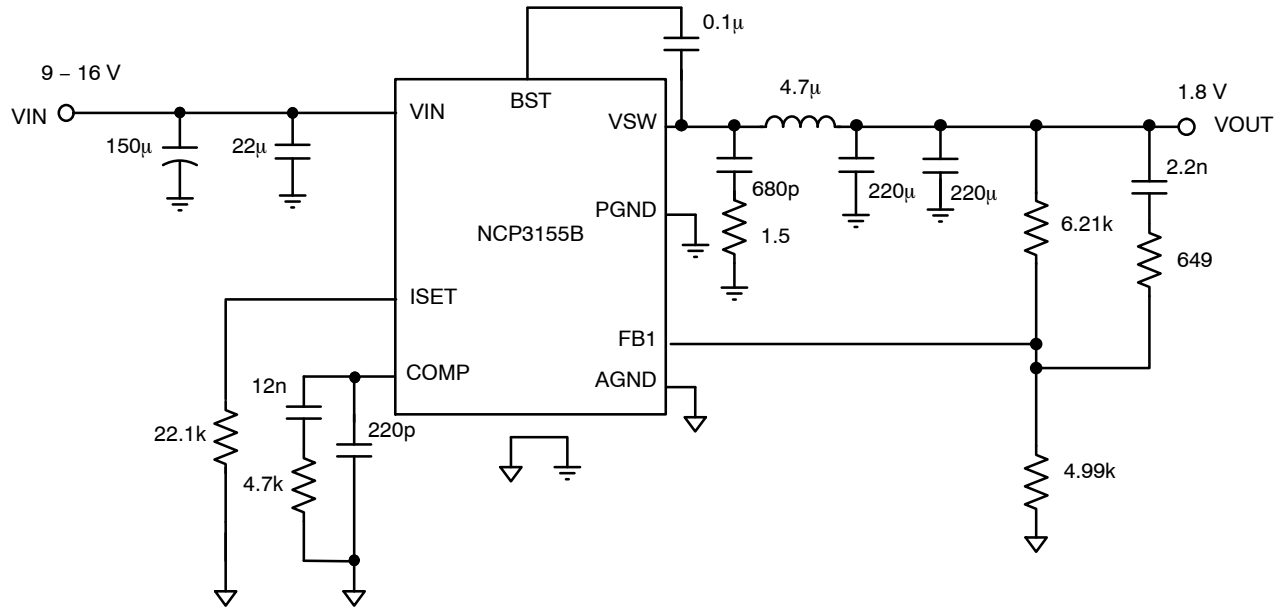 0.1μ
9 – 16 V
4.7μ
1.8 V
BST
VIN
VIN
VSW
VOUT
150μ
22μ
2.2n
680p
220μ
220μ
PGND
6.21k
NCP3155B
1.5
649
ISET
FB1
COMP
AGND
12n
22.1k
220p
4.7k
4.99k